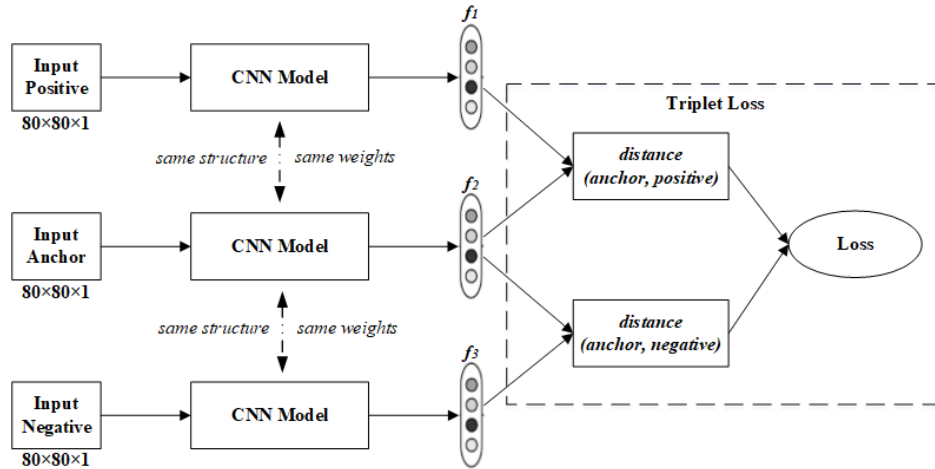 f1
Input
Positive
80×80×1
CNN Model
Triplet Loss
distance
(anchor, positive)
same structure
same weights
f2
Input
Anchor
80×80×1
CNN Model
Loss
same structure
same weights
distance
(anchor, negative)
f3
Input
Negative
80×80×1
CNN Model